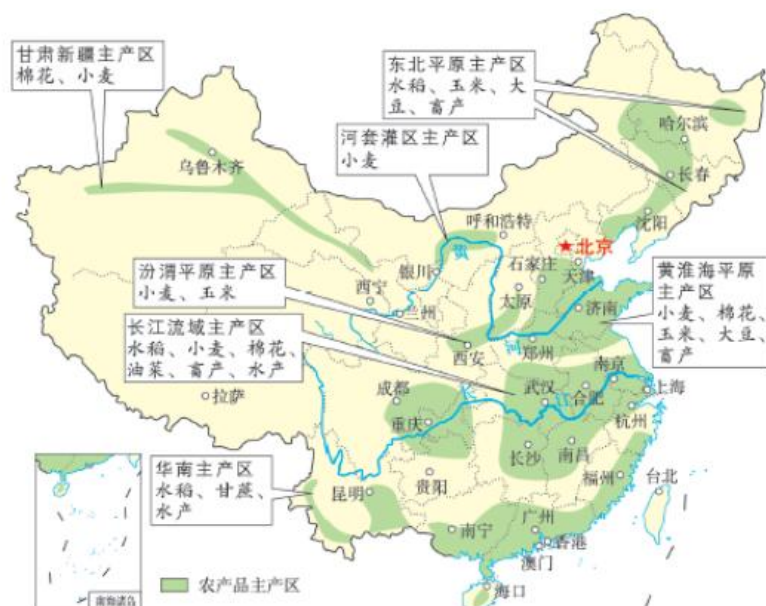 甘肃新疆主产区
棉花、小麦
东北平原主产区
水稻、玉米、大
豆、畜产
河套灌区主产区
小麦
哈尔滨
乌鲁木齐
长春
呼和浩特
沈阳
北京
黄
汾渭平原主产区
小麦、玉米
银川
石家庄
天津
黄淮海平原
主产区
小麦、棉花、
玉米、大豆、
畜产
西宁
太原
济南
兰州
长江流域主产区
水稻、小麦、棉花、
油菜、畜产、水产
西安
郑州
河
南京
拉萨
成都
长
武汉
江
合肥
上海
重庆
杭州
长沙
南昌
华南主产区
水稻、甘蔗、
水产
昆明
贵阳
福州
台北
南宁
广州
香港
澳门
海口
南海诸岛
农产品主产区